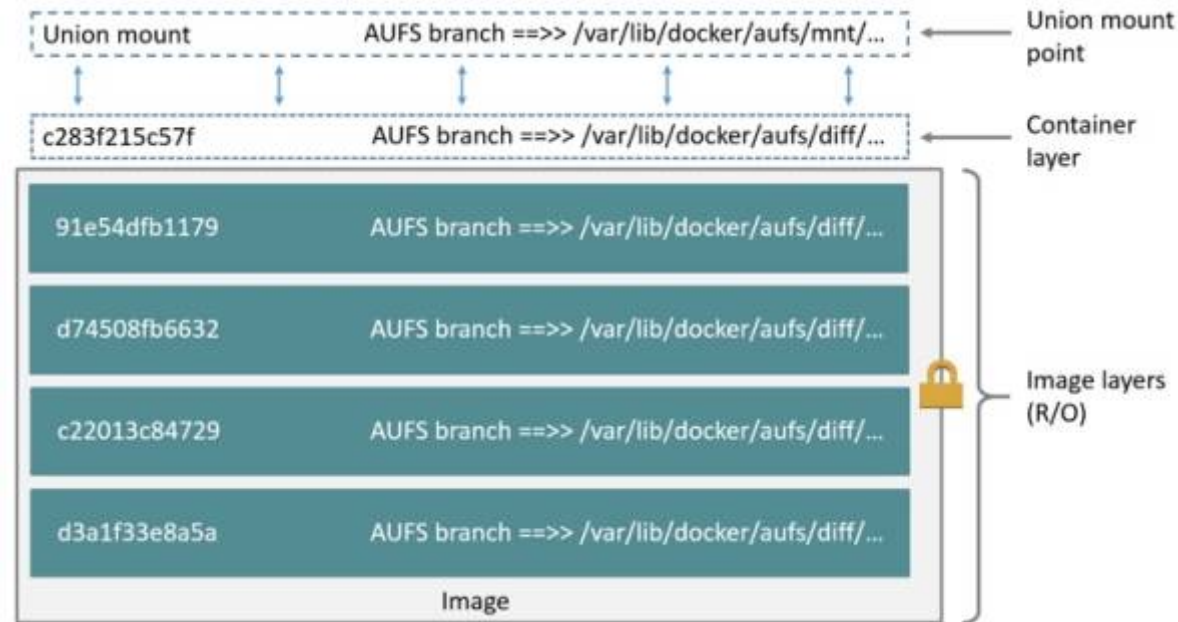 Union mount AUFS branch ==>> /var/lib/docker/aufs/mnt/...
Union mount
point
c283f215c57f AUFS branch ==>> /var/lib/docker/aufs/diff/...
Container
layer
91e54dfb1179 AUFS branch ==>> /var/lib/docker/aufs/diff/...
d74508fb6632 AUFS branch ==>> /var/lib/docker/aufs/diff/...
c22013c84729 AUFS branch ==>> /var/lib/docker/aufs/diff/...
d3a1f33e8a5a AUFS branch ==>> /var/lib/docker/aufs/diff/...
Image layers
(R/O)
Image